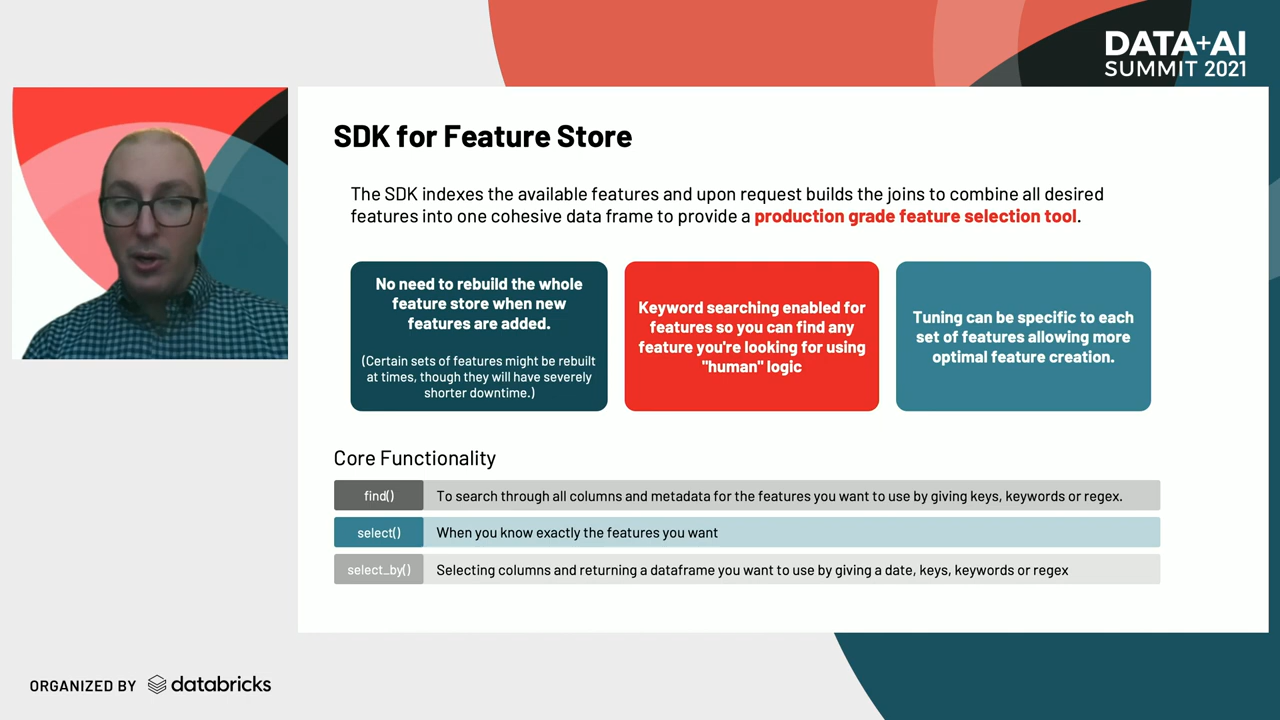 DATA+AI
SUMMIT 2021
SDK for Feature Store
The SDK indexes the available features and upon request builds the joins to combine all desired
features into one cohesive data frame to provide a production grade feature selection tool.
No need to rebuild the whole
feature store when new
features are added.
(Certain sets of features might be rebuilt
at times, though they will have severely
shorter downtime.)
Keyword searching enabled for
features so you can find any
feature you're looking for using
"human" logic
Tuning can be specific to each
set of features allowing more
optimal feature creation.
Core Functionality
find() To search through all columns and metadata for the features you want to use by giving keys, keywords or regex.
select() When you know exactly the features you want
select_by() Selecting columns and returning a dataframe you want to use by giving a date, keys, keywords or regex
ORGANIZED BY databricks